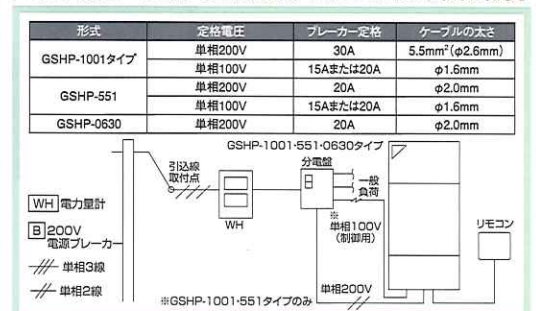 形式 定格電圧 ブレーカー定格 ケーブルの太さ
GSHP-1001タイプ 単相200V 30A 5.5mm²(φ2.6mm)
単相100V 15Aまたは20A φ1.6mm
GSHP-551 単相200V 20A φ2.0mm
単相100V 15Aまたは20A φ1.6mm
GSHP-0630 単相200V 20A φ2.0mm
GSHP-1001・551・0630タイプ
引込線
取付点
分電盤
一般
負荷
WH 電力量計
WH
B 200V
電源ブレーカー
※
単相100V
(制御用)
リモコン
単相3線
単相2線
単相200V
※GSHP-1001・551タイプのみ